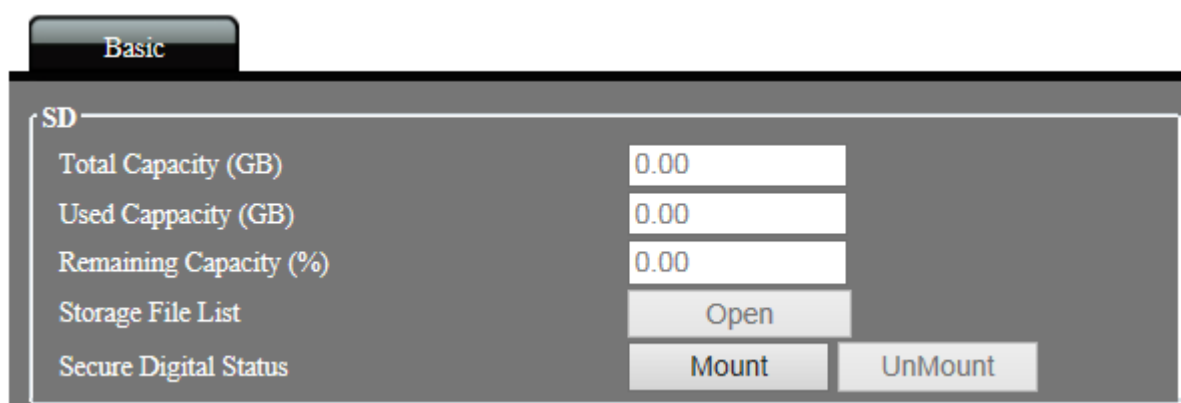 Basic
SD
Total Capacity (GB) 0.00
Used Cappacity (GB) 0.00
Remaining Capacity (%) 0.00
Storage File List Open
Secure Digital Status Mount UnMount